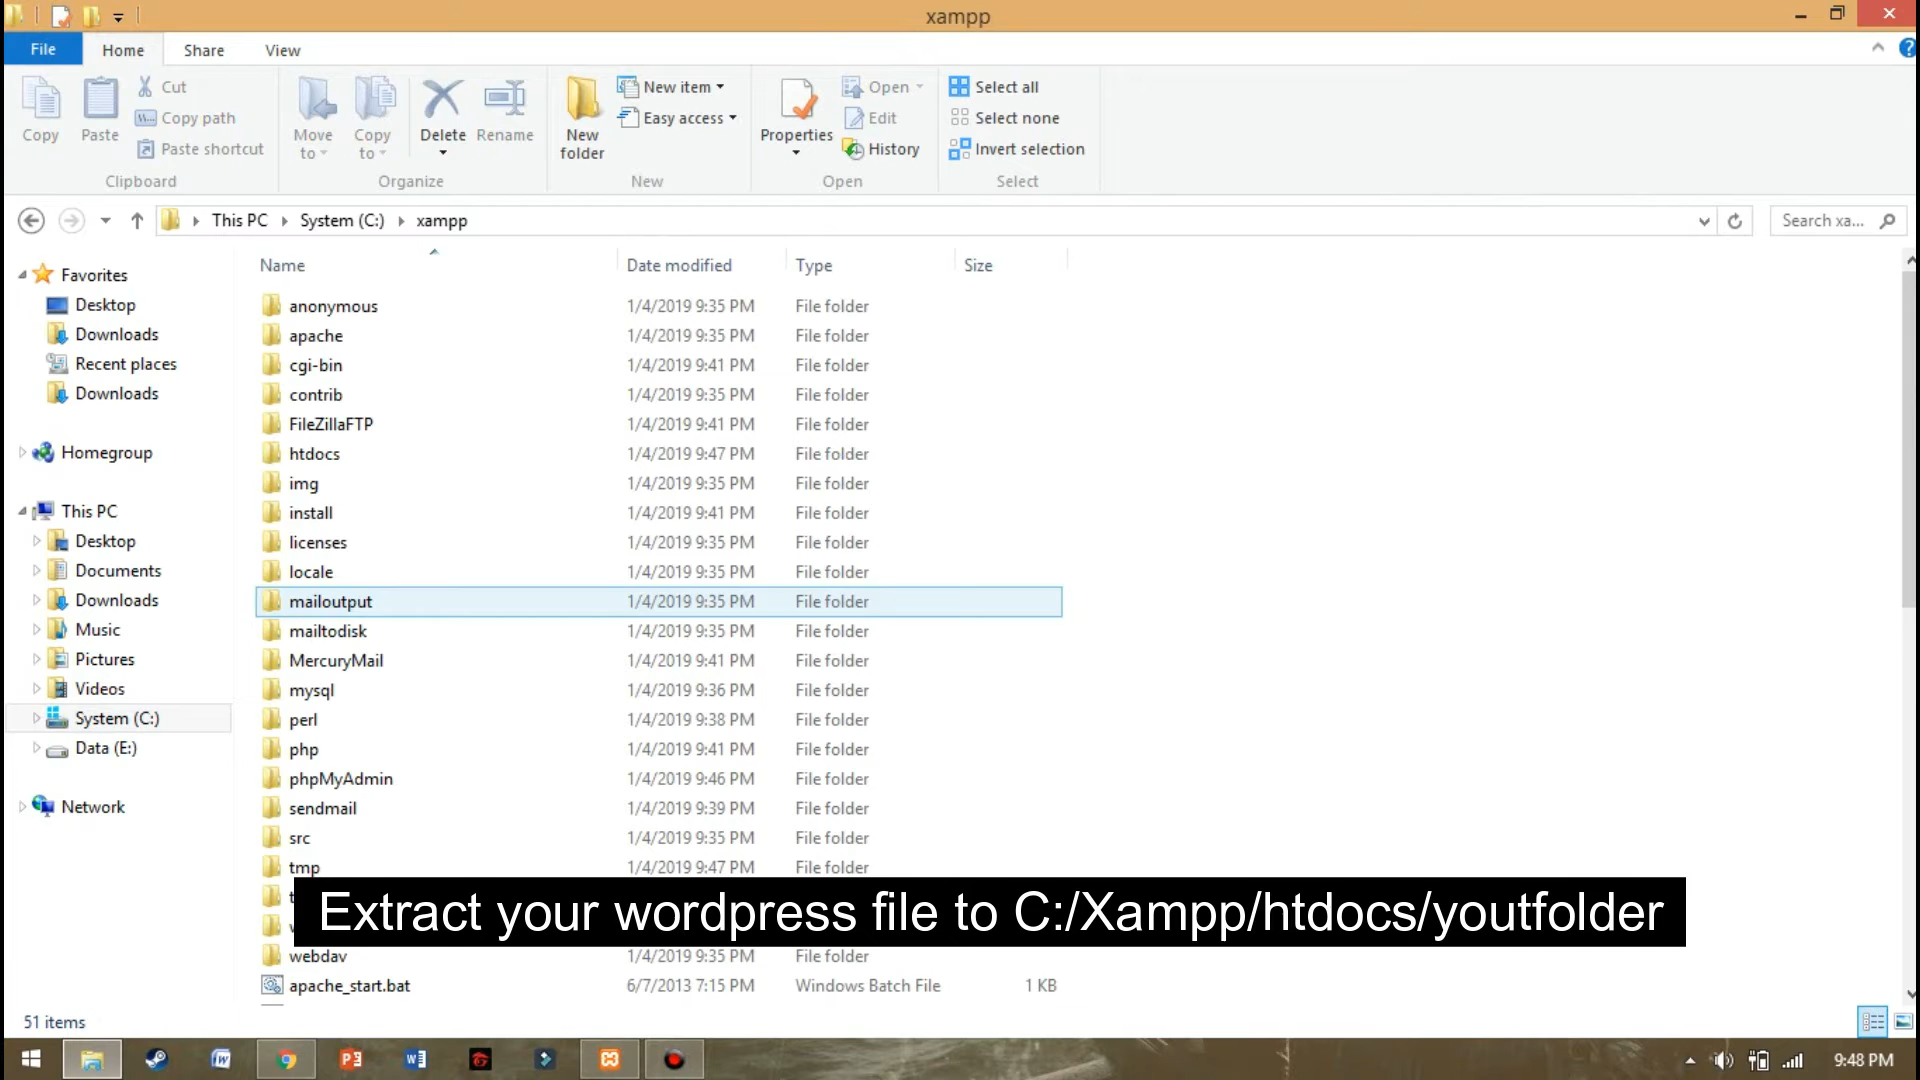 xampp
File Home Share View
Copy
Paste
Cut
Copy path
Paste shortcut
Clipboard
Move to
Copy to
Delete
Rename
Organize
New folder
New item
Easy access
New
Properties
Open
Edit
History
Open
Select all
Select none
Invert selection
Select
This PC System (C:) xampp
Search xa...
Favorites
Desktop
Downloads
Recent places
Downloads
Homegroup
This PC
Desktop
Documents
Downloads
Music
Pictures
Videos
System (C:)
Data (E:)
Network
Name Date modified Type Size
anonymous 1/4/2019 9:35 PM File folder
apache 1/4/2019 9:35 PM File folder
cgi-bin 1/4/2019 9:41 PM File folder
contrib 1/4/2019 9:35 PM File folder
FileZillaFTP 1/4/2019 9:41 PM File folder
htdocs 1/4/2019 9:47 PM File folder
img 1/4/2019 9:35 PM File folder
install 1/4/2019 9:41 PM File folder
licenses 1/4/2019 9:35 PM File folder
locale 1/4/2019 9:35 PM File folder
mailoutput 1/4/2019 9:35 PM File folder
mailtodisk 1/4/2019 9:35 PM File folder
MercuryMail 1/4/2019 9:41 PM File folder
mysql 1/4/2019 9:36 PM File folder
perl 1/4/2019 9:38 PM File folder
php 1/4/2019 9:41 PM File folder
phpMyAdmin 1/4/2019 9:46 PM File folder
sendmail 1/4/2019 9:39 PM File folder
src 1/4/2019 9:35 PM File folder
tmp 1/4/2019 9:47 PM File folder
Extract your wordpress file to C:/Xampp/htdocs/youtfolder
webdav 1/4/2019 9:35 PM File folder
apache_start.bat 6/7/2013 7:15 PM Windows Batch File 1 KB
51 items
9:48 PM